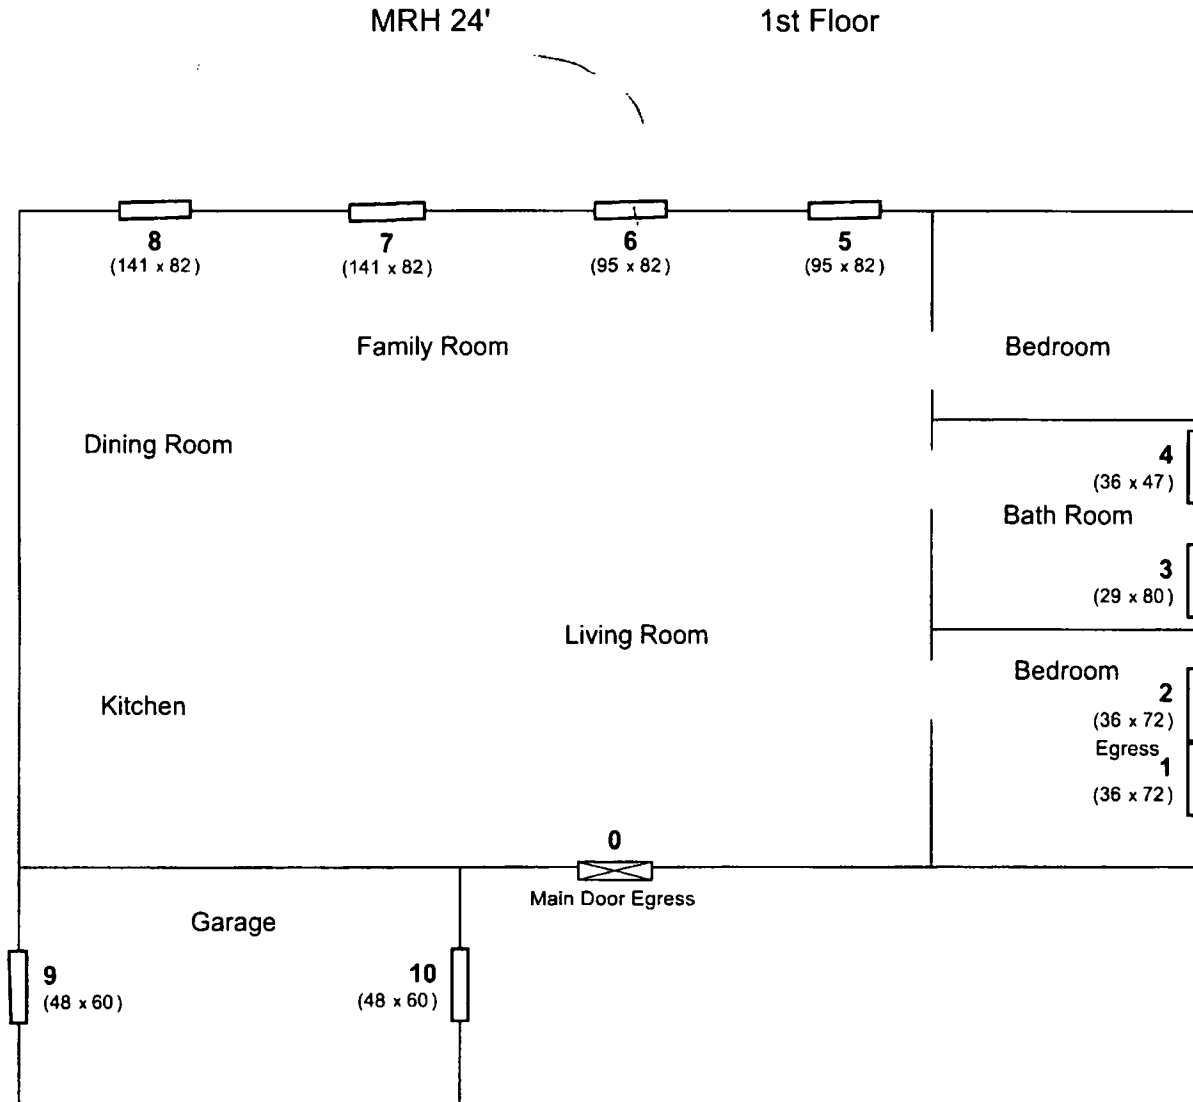 MRH 24' 1st Floor
8 7 6 5
(141 x 82) (141 x 82) (95 x 82) (95 x 82)
Family Room Bedroom
Dining Room
4
(36 x 47)
Bath Room
3
(29 x 80)
Living Room
Bedroom
2
Kitchen
(36 x 72)
Egress
1
(36 x 72)
0
Main Door Egress
Garage
9 10
(48 x 60) (48 x 60)